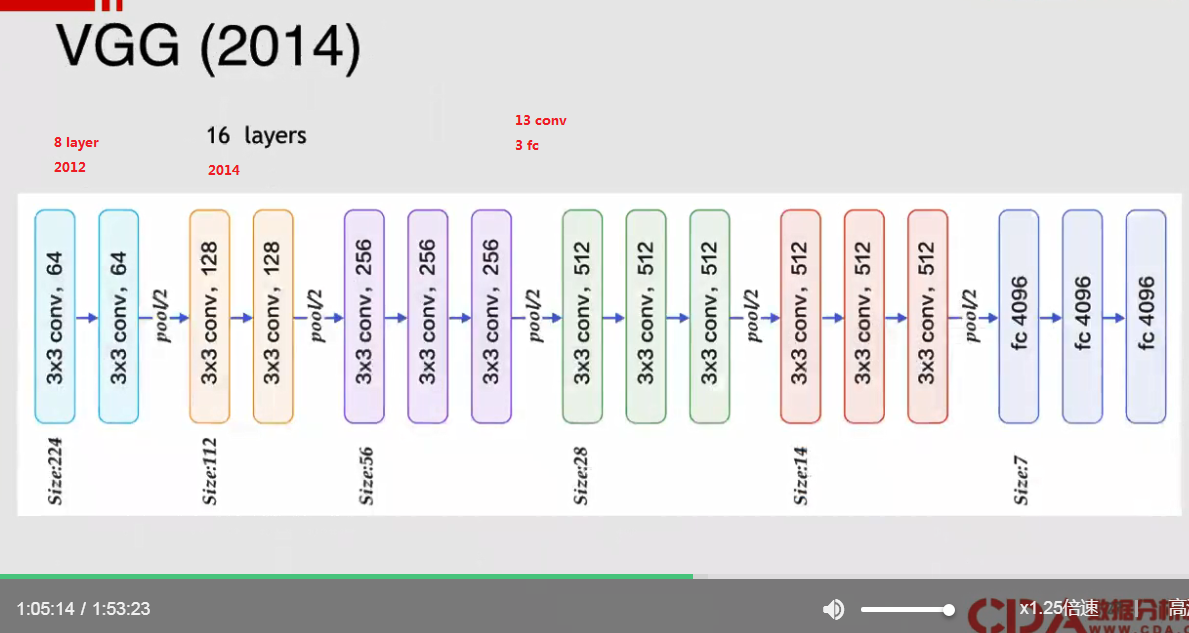 VGG (2014)
8 layer
2012
16 layers
2014
13 conv
3 fc
3x3 conv, 64
3x3 conv, 64
pool/2
3x3 conv, 128
3x3 conv, 128
pool/2
3x3 conv, 256
3x3 conv, 256
3x3 conv, 256
pool/2
3x3 conv, 512
3x3 conv, 512
3x3 conv, 512
pool/2
3x3 conv, 512
3x3 conv, 512
3x3 conv, 512
pool/2
fc 4096
fc 4096
fc 4096
Size:224
Size:112
Size:56
Size:28
Size:14
Size:7
1:05:14 / 1:53:23
x1.25倍速
CDA数据分析
www.CDA.c